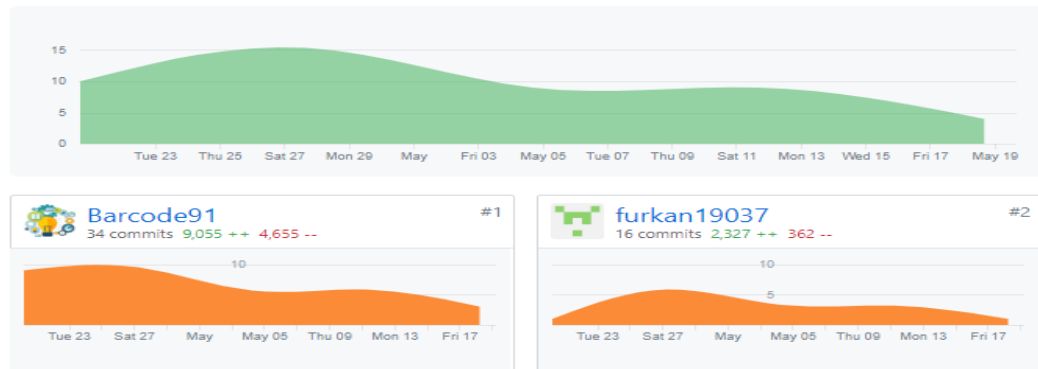 15
10
5
0
Tue 23 Thu 25 Sat 27 Mon 29 May Fri 03 May 05 Tue 07 Thu 09 Sat 11 Mon 13 Wed 15 Fri 17 May 19
Barcode91 #1
34 commits 9,055 ++ 4,655 --
10
Tue 23 Sat 27 May May 05 Thu 09 Mon 13 Fri 17
furkan19037 #2
16 commits 2,327 ++ 362 --
10
5
Tue 23 Sat 27 May May 05 Thu 09 Mon 13 Fri 17